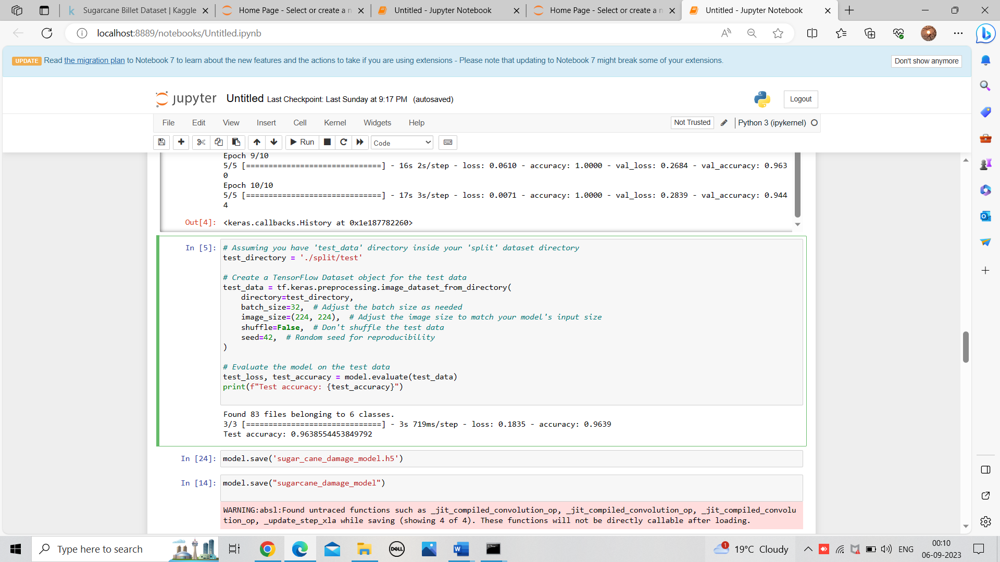 Sugarcane Billet Dataset | Kaggle
Home Page - Select or create a n
Untitled - Jupyter Notebook
Home Page - Select or create a n
Untitled - Jupyter Notebook
localhost:8889/notebooks/Untitled.ipynb
UPDATE Read the migration plan to Notebook 7 to learn about the new features and the actions to take if you are using extensions - Please note that updating to Notebook 7 might break some of your extensions.
Don't show anymore
jupyter Untitled Last Checkpoint: Last Sunday at 9:17 PM (autosaved)
Logout
File Edit View Insert Cell Kernel Widgets Help
Not Trusted
Python 3 (ipykernel)
Run
Code
Epoch 9/10
5/5 [==============================] - 16s 2s/step - loss: 0.0610 - accuracy: 1.0000 - val_loss: 0.2684 - val_accuracy: 0.963
0
Epoch 10/10
5/5 [==============================] - 17s 3s/step - loss: 0.0071 - accuracy: 1.0000 - val_loss: 0.2839 - val_accuracy: 0.944
4
Out[4]: <keras.callbacks.History at 0x1e187782260>
In [5]: # Assuming you have 'test_data' directory inside your 'split' dataset directory
test_directory = './split/test'
# Create a TensorFlow Dataset object for the test data
test_data = tf.keras.preprocessing.image_dataset_from_directory(
    directory=test_directory,
    batch_size=32,  # Adjust the batch size as needed
    image_size=(224, 224),  # Adjust the image size to match your model's input size
    shuffle=False,  # Don't shuffle the test data
    seed=42,  # Random seed for reproducibility
)
# Evaluate the model on the test data
test_loss, test_accuracy = model.evaluate(test_data)
print(f"Test accuracy: {test_accuracy}")
Found 83 files belonging to 6 classes.
3/3 [==============================] - 3s 719ms/step - loss: 0.1835 - accuracy: 0.9639
Test accuracy: 0.9638554453849792
In [24]: model.save('sugar_cane_damage_model.h5')
In [14]: model.save("sugarcane_damage_model")
WARNING:absl:Found untraced functions such as _jit_compiled_convolution_op, _jit_compiled_convolution_op, _jit_compiled_convolu
tion_op, _update_step_xla while saving (showing 4 of 4). These functions will not be directly callable after loading.
Type here to search
DELL
1
19°C Cloudy
ENG
00:10
06-09-2023